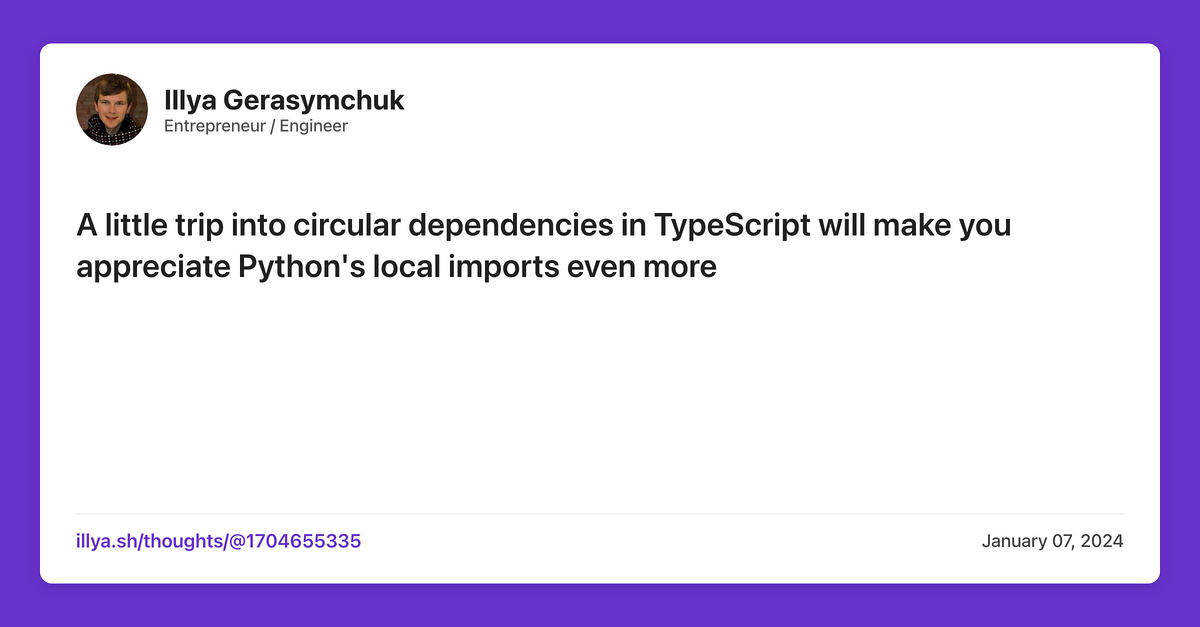 Illya Gerasymchuk
Entrepreneur / Engineer
A little trip into circular dependencies in TypeScript will make you
appreciate Python's local imports even more
illya.sh/thoughts/@1704655335
January 07, 2024